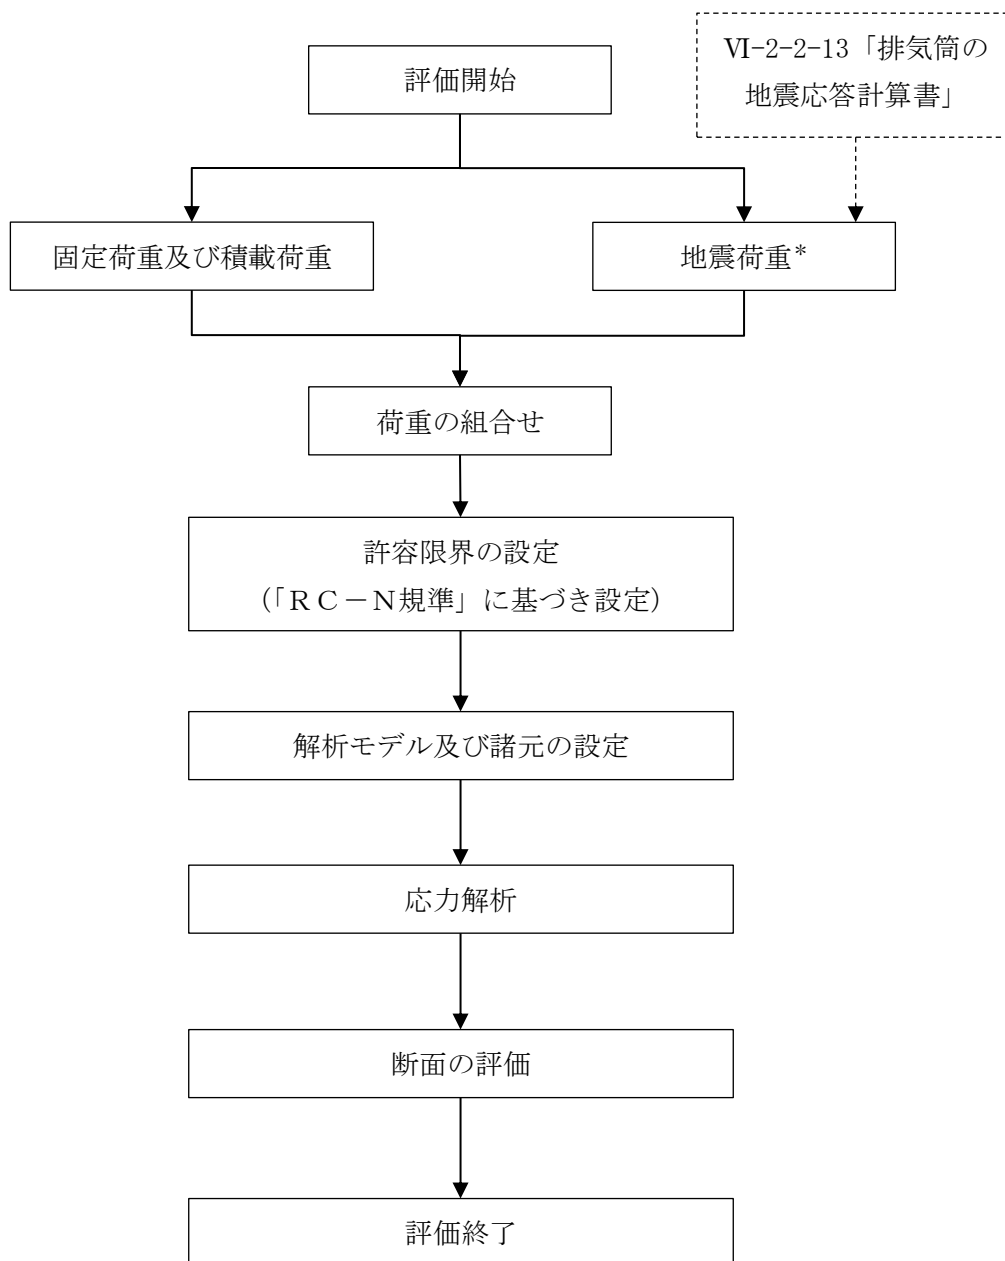 評価開始
Ⅵ-2-2-13「排気筒の
地震応答計算書」
固定荷重及び積載荷重
地震荷重*
荷重の組合せ
許容限界の設定
(「ＲＣ－Ｎ規準」に基づき設定)
解析モデル及び諸元の設定
応力解析
断面の評価
評価終了